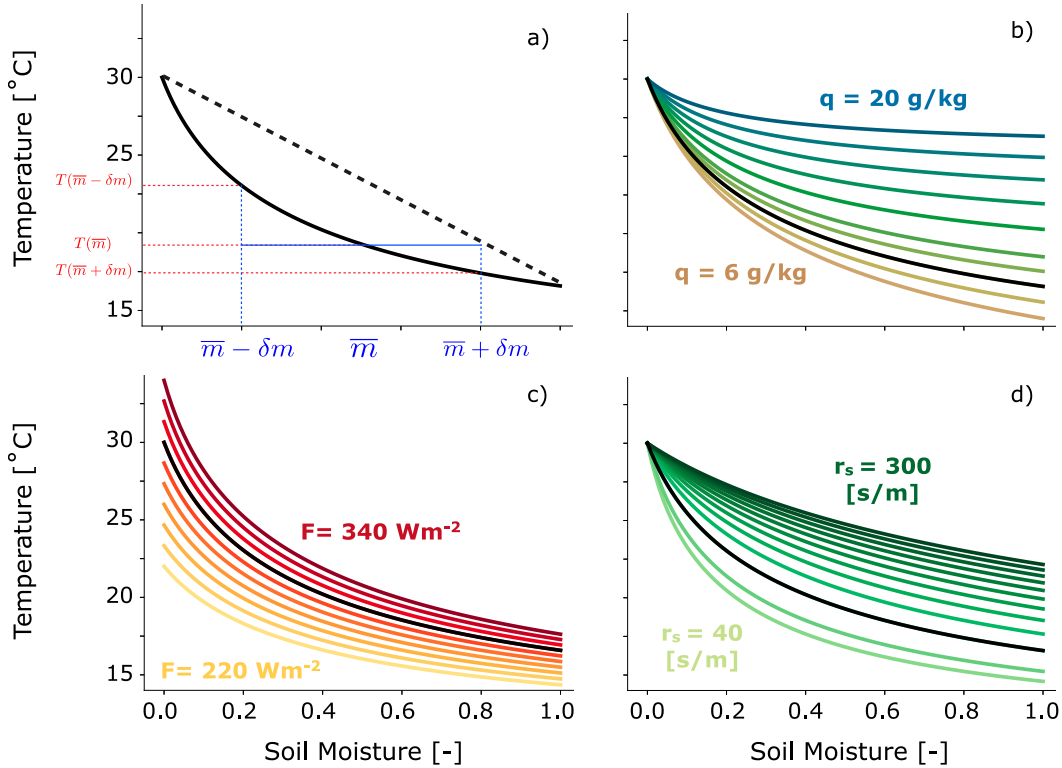 a)
Temperature [ °C]
30
25
15
T(m̅ − δm)
T(m̅)
T(m̅ + δm)
m̅ − δm
m̅
m̅ + δm
b)
q = 20 g/kg
q = 6 g/kg
c)
Temperature [ °C]
30
25
20
15
F= 340 Wm⁻²
F= 220 Wm⁻²
0.0 0.2 0.4 0.6 0.8 1.0
Soil Moisture [-]
d)
rₛ = 300
[s/m]
rₛ = 40
[s/m]
0.0 0.2 0.4 0.6 0.8 1.0
Soil Moisture [-]